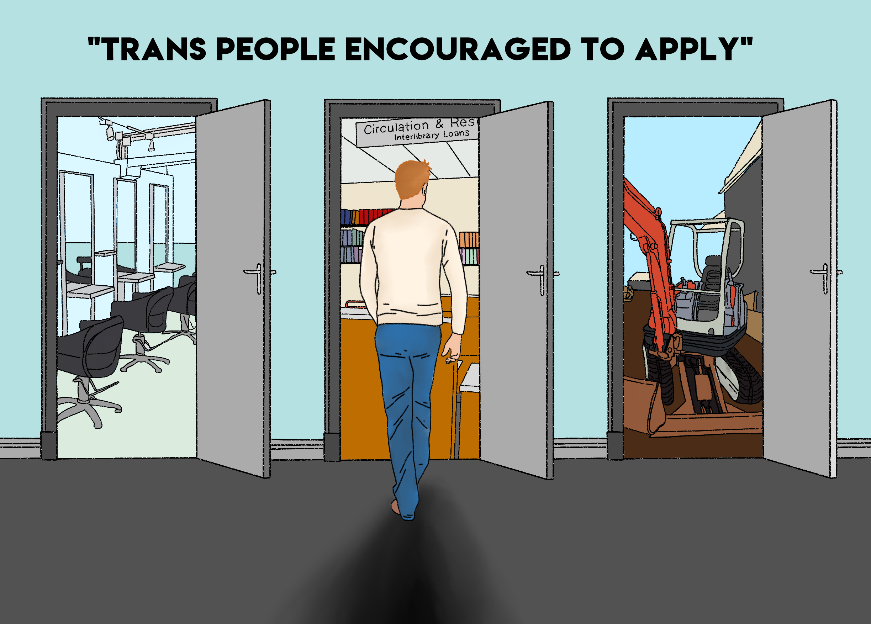 "TRANS PEOPLE ENCOURAGED TO APPLY"
Circulation & Res
Interlibrary Loans